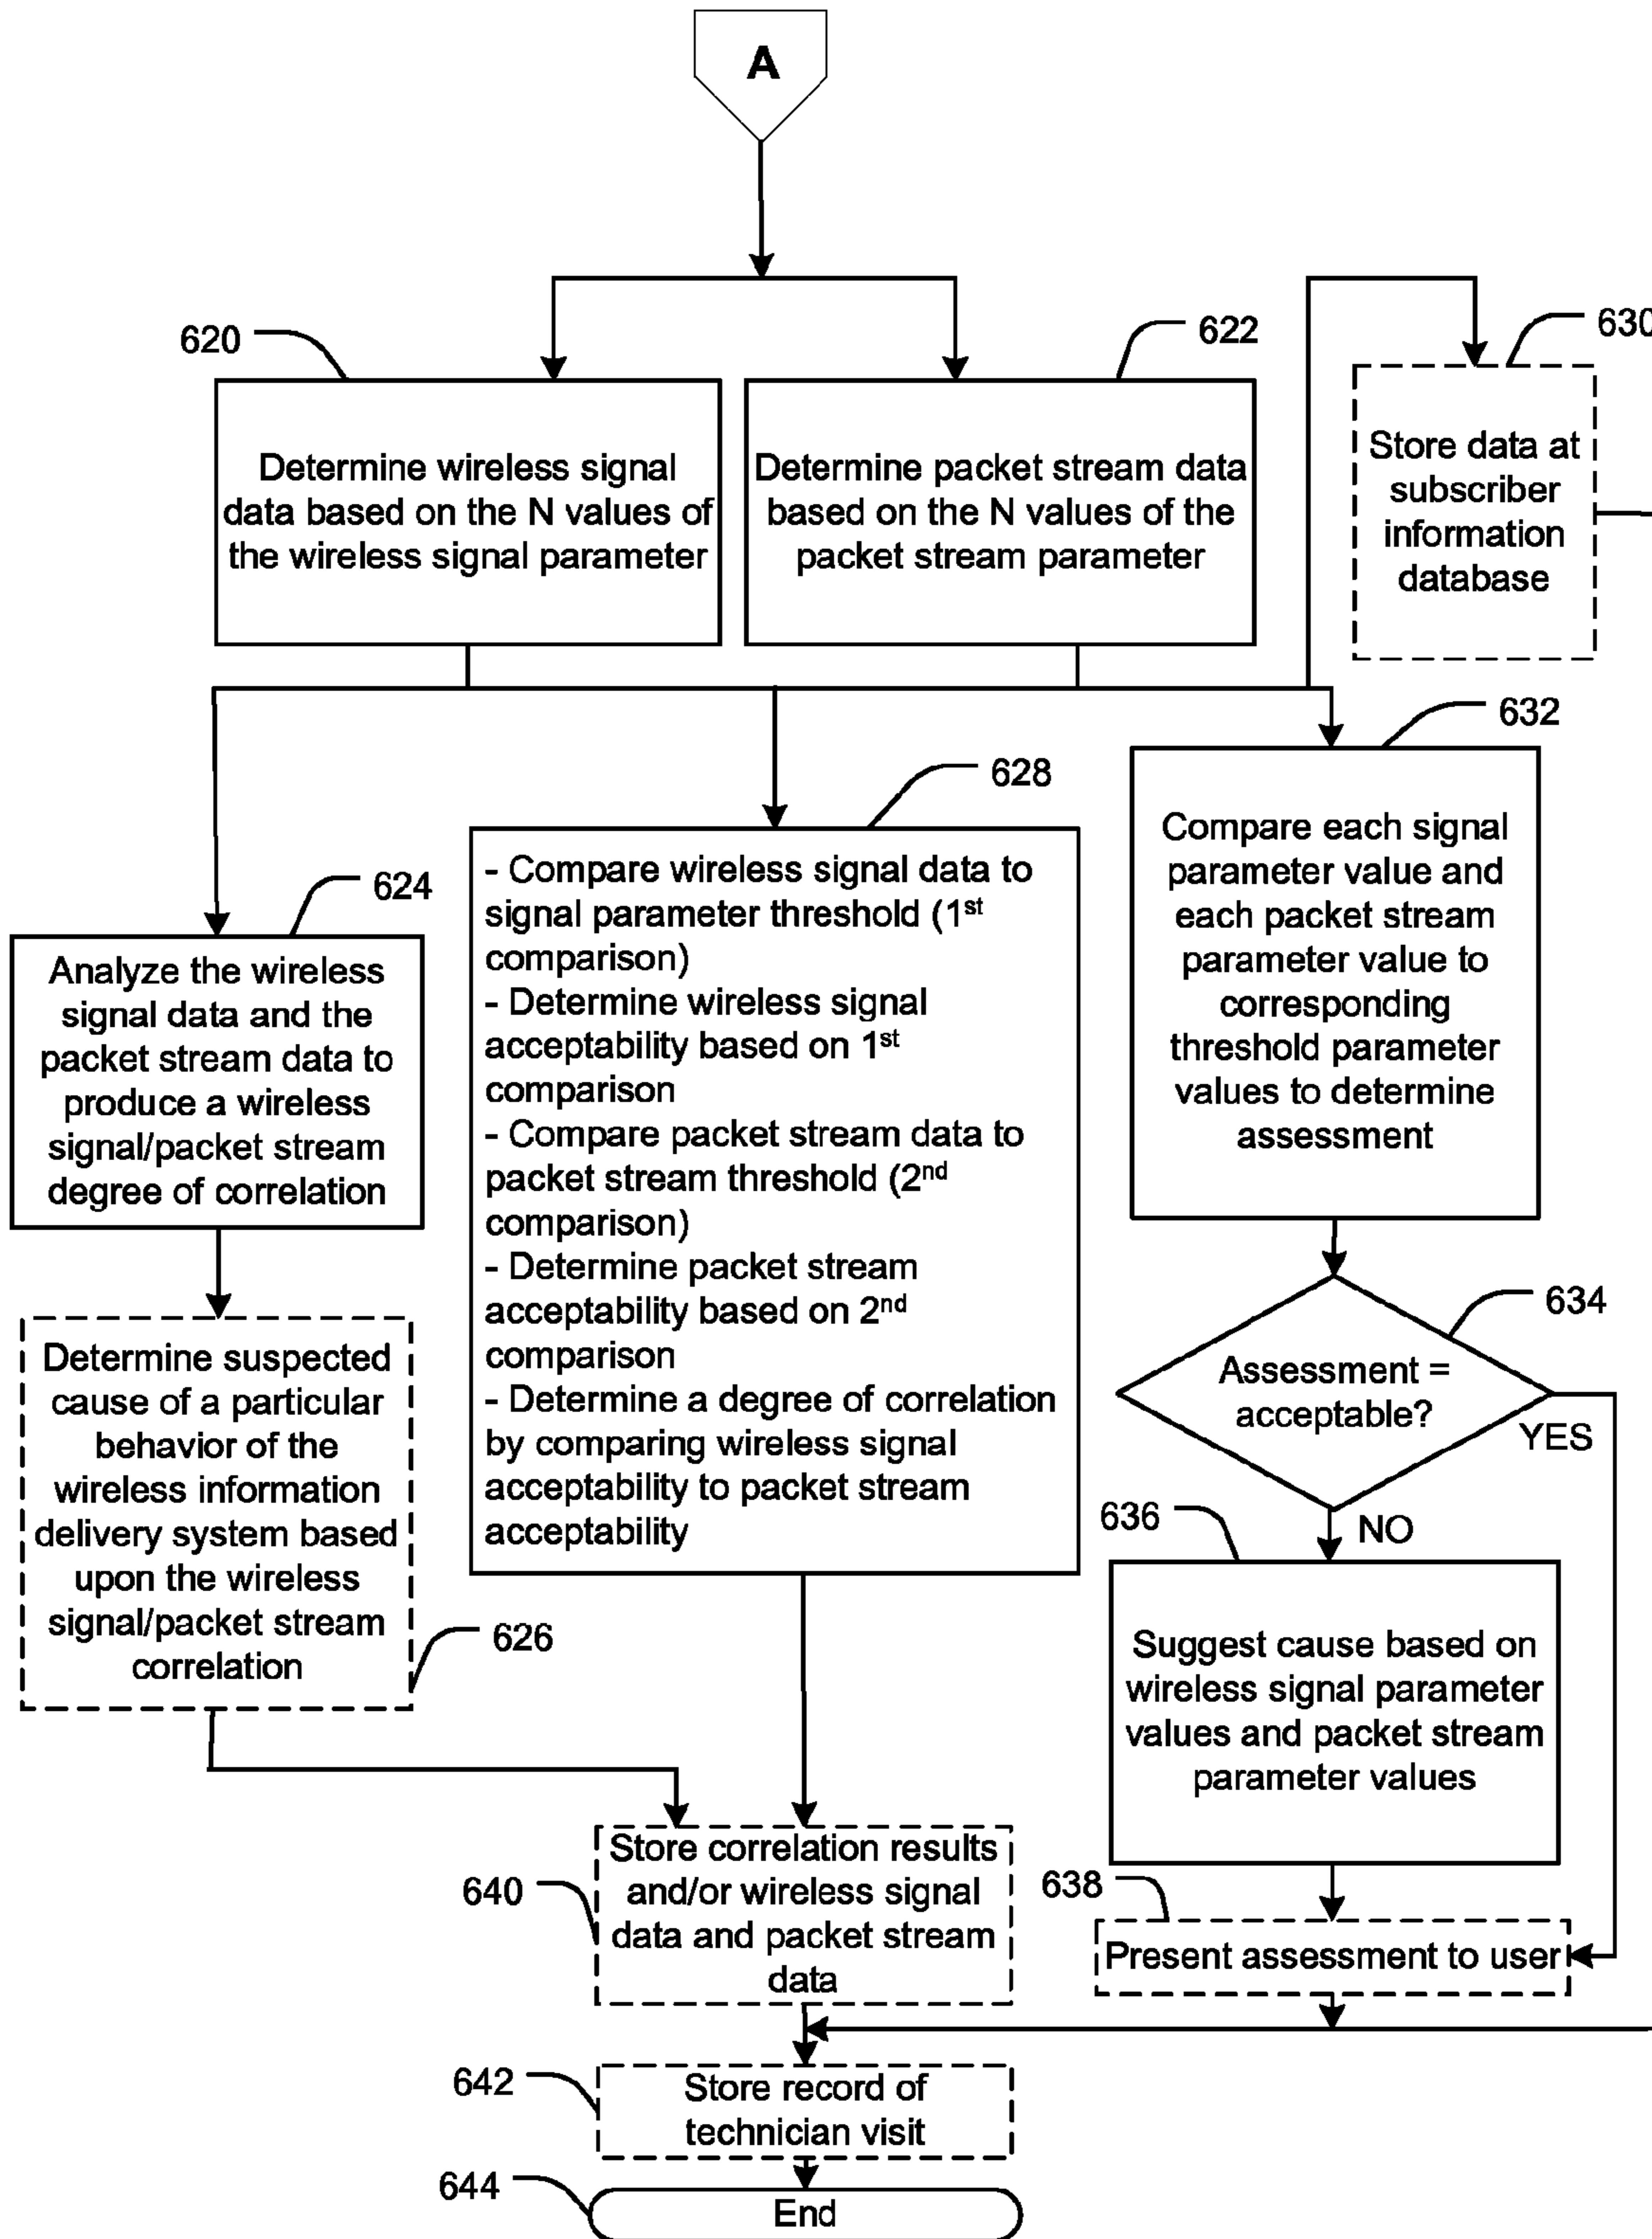 A
620
622
630
Determine wireless signal
data based on the N values of
the wireless signal parameter
Determine packet stream data
based on the N values of the
packet stream parameter
Store data at
subscriber
information
database
632
628
624
Analyze the wireless
signal data and the
packet stream data to
produce a wireless
signal/packet stream
degree of correlation
- Compare wireless signal data to
signal parameter threshold (1st
comparison)
- Determine wireless signal
acceptability based on 1st
comparison
- Compare packet stream data to
packet stream threshold (2nd
comparison)
- Determine packet stream
acceptability based on 2nd
comparison
- Determine a degree of correlation
by comparing wireless signal
acceptability to packet stream
acceptability
Compare each signal
parameter value and
each packet stream
parameter value to
corresponding
threshold parameter
values to determine
assessment
634
Assessment =
acceptable?
YES
NO
Determine suspected
cause of a particular
behavior of the
wireless information
delivery system based
upon the wireless
signal/packet stream
correlation
626
636
Suggest cause based on
wireless signal parameter
values and packet stream
parameter values
640
Store correlation results
and/or wireless signal
data and packet stream
data
638
Present assessment to user
642
Store record of
technician visit
644
End